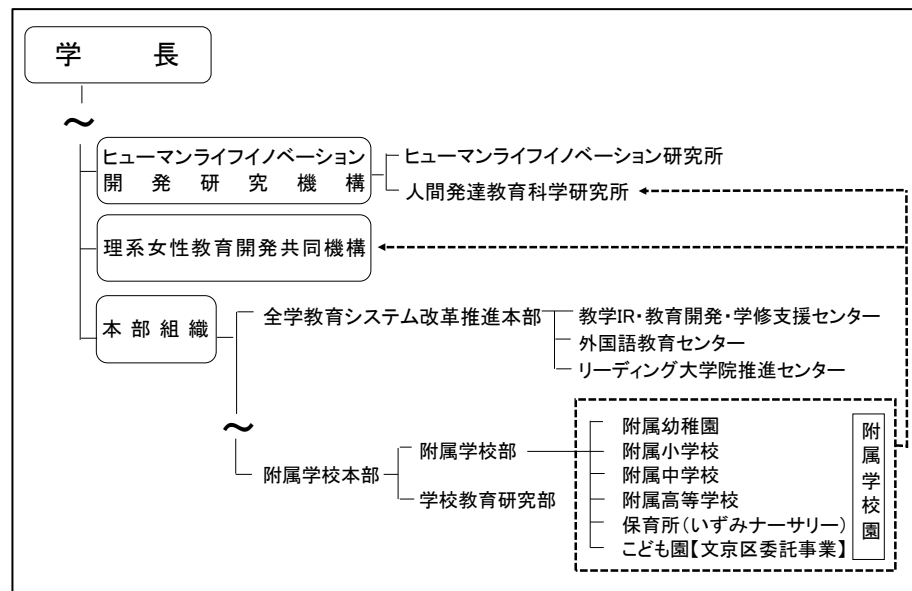 学長
ヒューマンライフイノベーション
開発研究機構
ヒューマンライフイノベーション研究所
人間発達教育科学研究所
理系女性教育開発共同機構
本部組織
全学教育システム改革推進本部
教学IR・教育開発・学修支援センター
外国語教育センター
リーディング大学院推進センター
附属学校本部
附属学校部
学校教育研究部
附属幼稚園
附属小学校
附属中学校
附属高等学校
保育所(いずみナーサリー)
こども園【文京区委託事業】
附属学校園